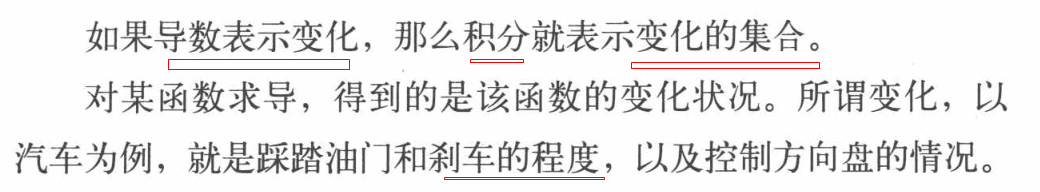 如果导数表示变化，那么积分就表示变化的集合。
对某函数求导，得到的是该函数的变化状况。所谓变化，以
汽车为例，就是踩踏油门和刹车的程度，以及控制方向盘的情况。